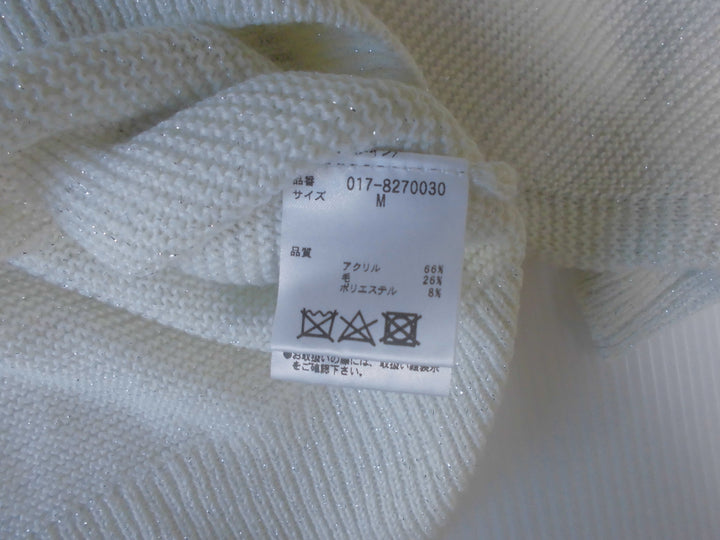 品番 017-8270030
サイズ M
品質
アクリル 66%
毛 26%
ポリエステル 8%
●お取扱いの際には、取扱い絵表示
をご確認下さい。